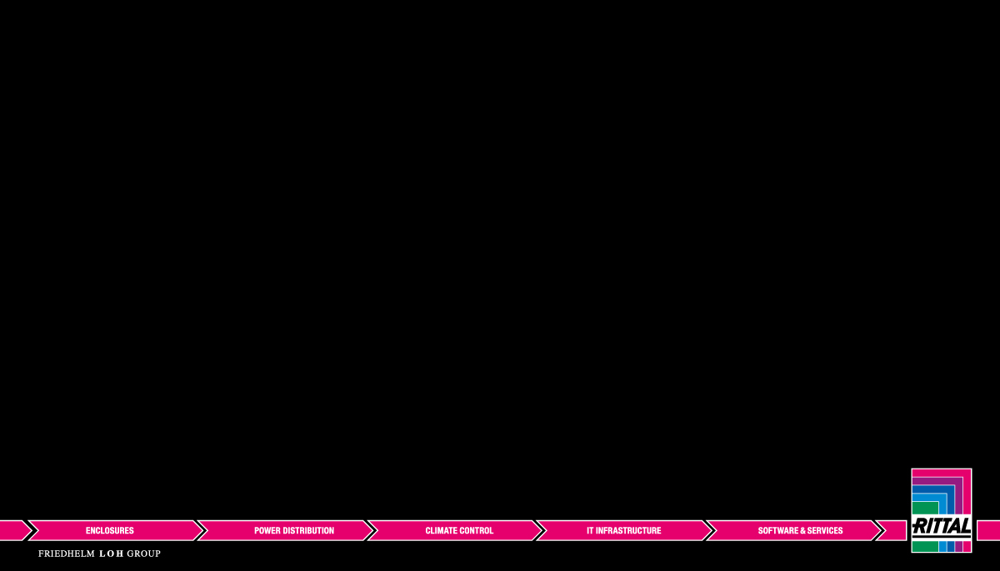 ENCLOSURES
POWER DISTRIBUTION
CLIMATE CONTROL
IT INFRASTRUCTURE
SOFTWARE & SERVICES
RITTAL
FRIEDHELM LOH GROUP